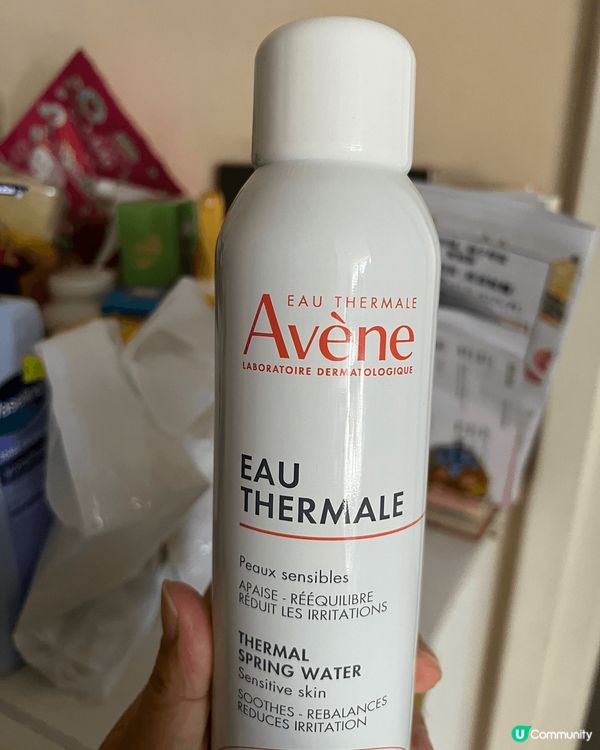 EAU THERMALE
Avène
LABORATOIRE DERMATOLOGIQUE
EAU
THERMALE
Peaux sensibles
APAISE - RÉÉQUILIBRE
RÉDUIT LES IRRITATIONS
THERMAL
SPRING WATER
Sensitive skin
SOOTHES - REBALANCES
REDUCES IRRITATION
U Community